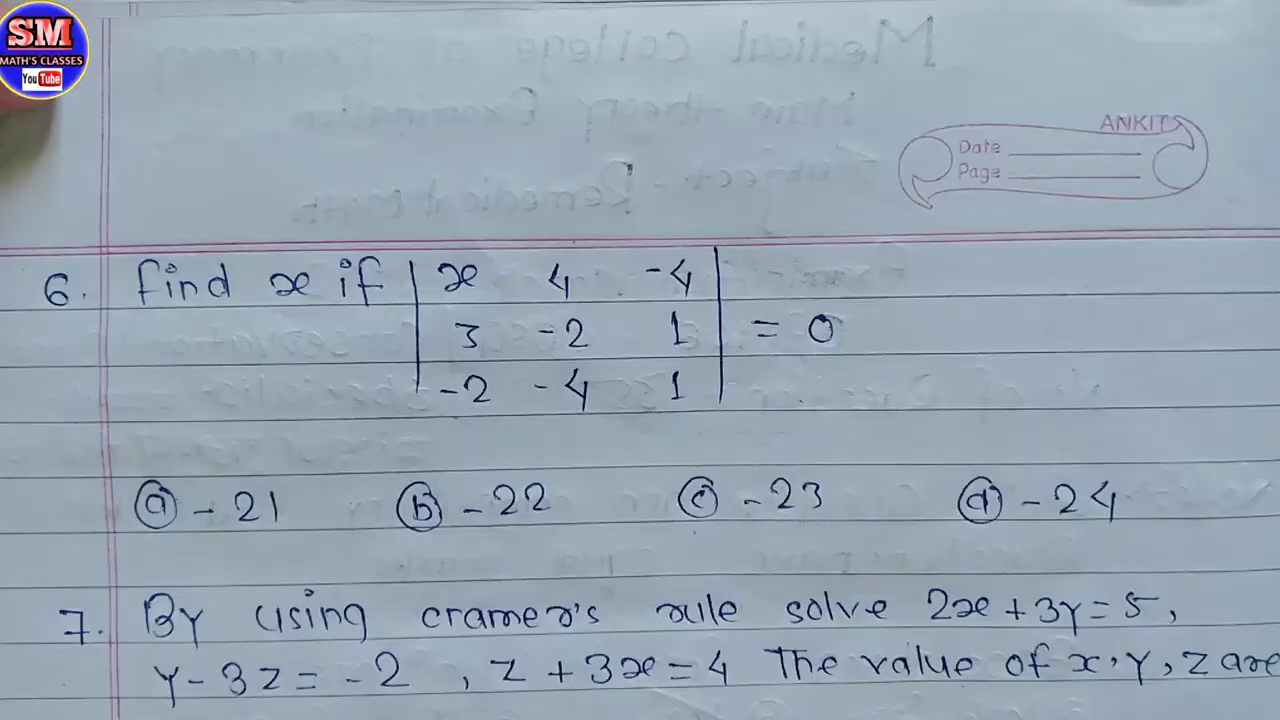 SM
MATH'S CLASSES
YouTube
ANKIT
Date
Page
6. Find x if | x 4 -4 |
| 3 -2 1 | = 0
| -2 -4 1 |
(a) -21 (b) -22 (c) -23 (d) -24
7. By using cramer's rule solve 2x+3y=5,
y-3z=-2, z+3x=4 The value of x,y,z are